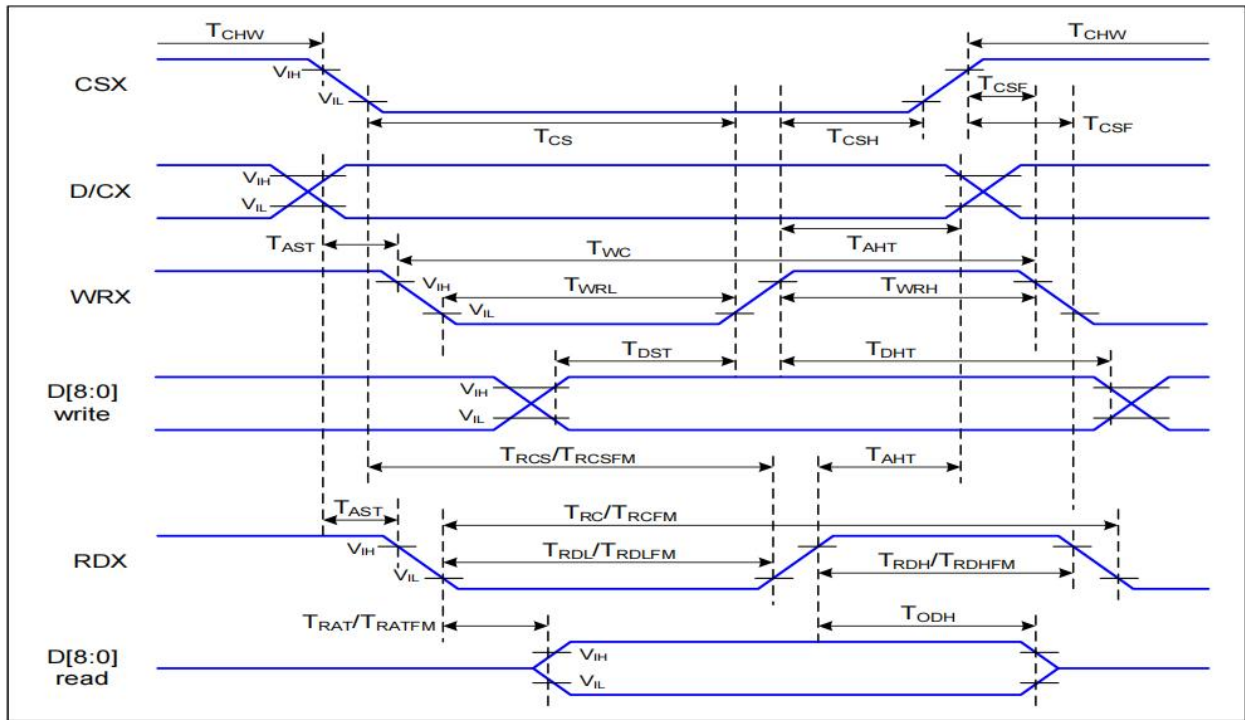 TCHW TCHW
CSX
VIH
VIL
TCSF
TCSF
TCS TCSH
D/CX
VIH
VIL
TAST TWC TAHT
WRX
VIH
VIL
TWRL TWRH
TDST TDHT
D[8:0]
write
VIH
VIL
TRCS/TRCSFM TAHT
TAST
TRC/TRCFM
RDX
VIH
VIL
TRDL/TRDLFM
TRDH/TRDHFM
TRAT/TRATFM
TODH
D[8:0]
read
VIH
VIL